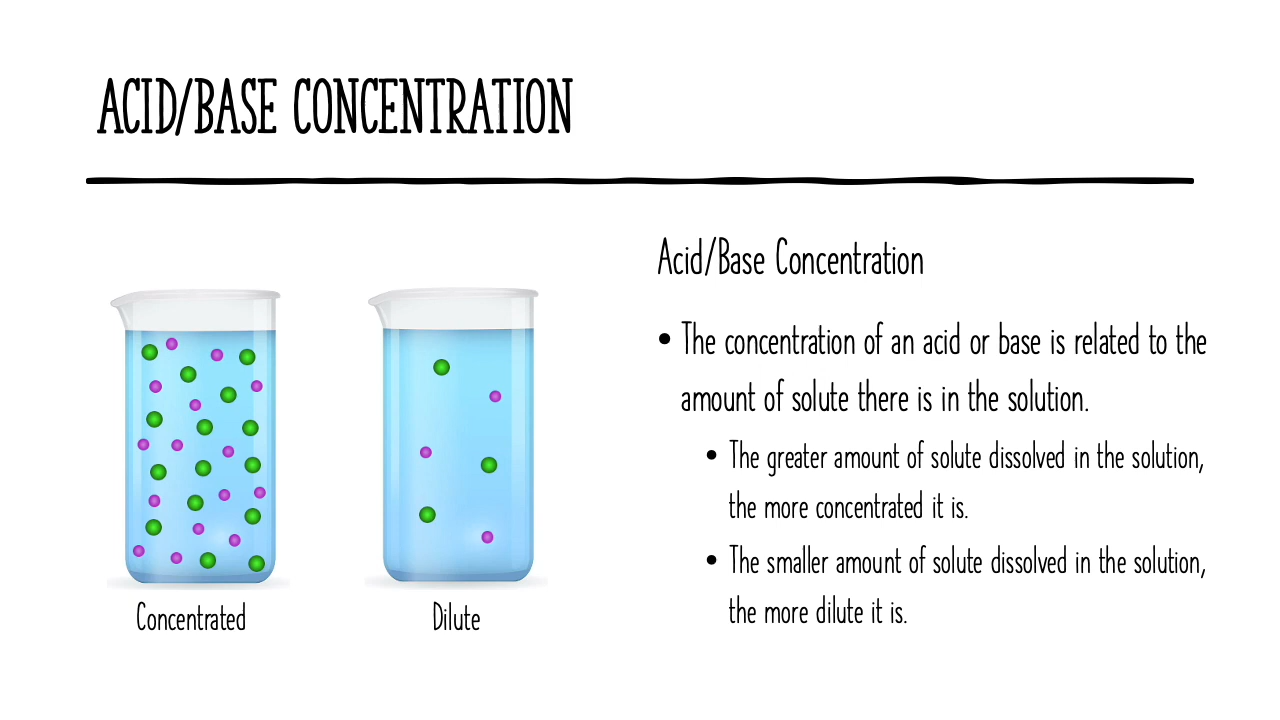 ACID/BASE CONCENTRATION
Concentrated
Dilute
Acid/Base Concentration
• The concentration of an acid or base is related to the
amount of solute there is in the solution.
• The greater amount of solute dissolved in the solution,
the more concentrated it is.
• The smaller amount of solute dissolved in the solution,
the more dilute it is.